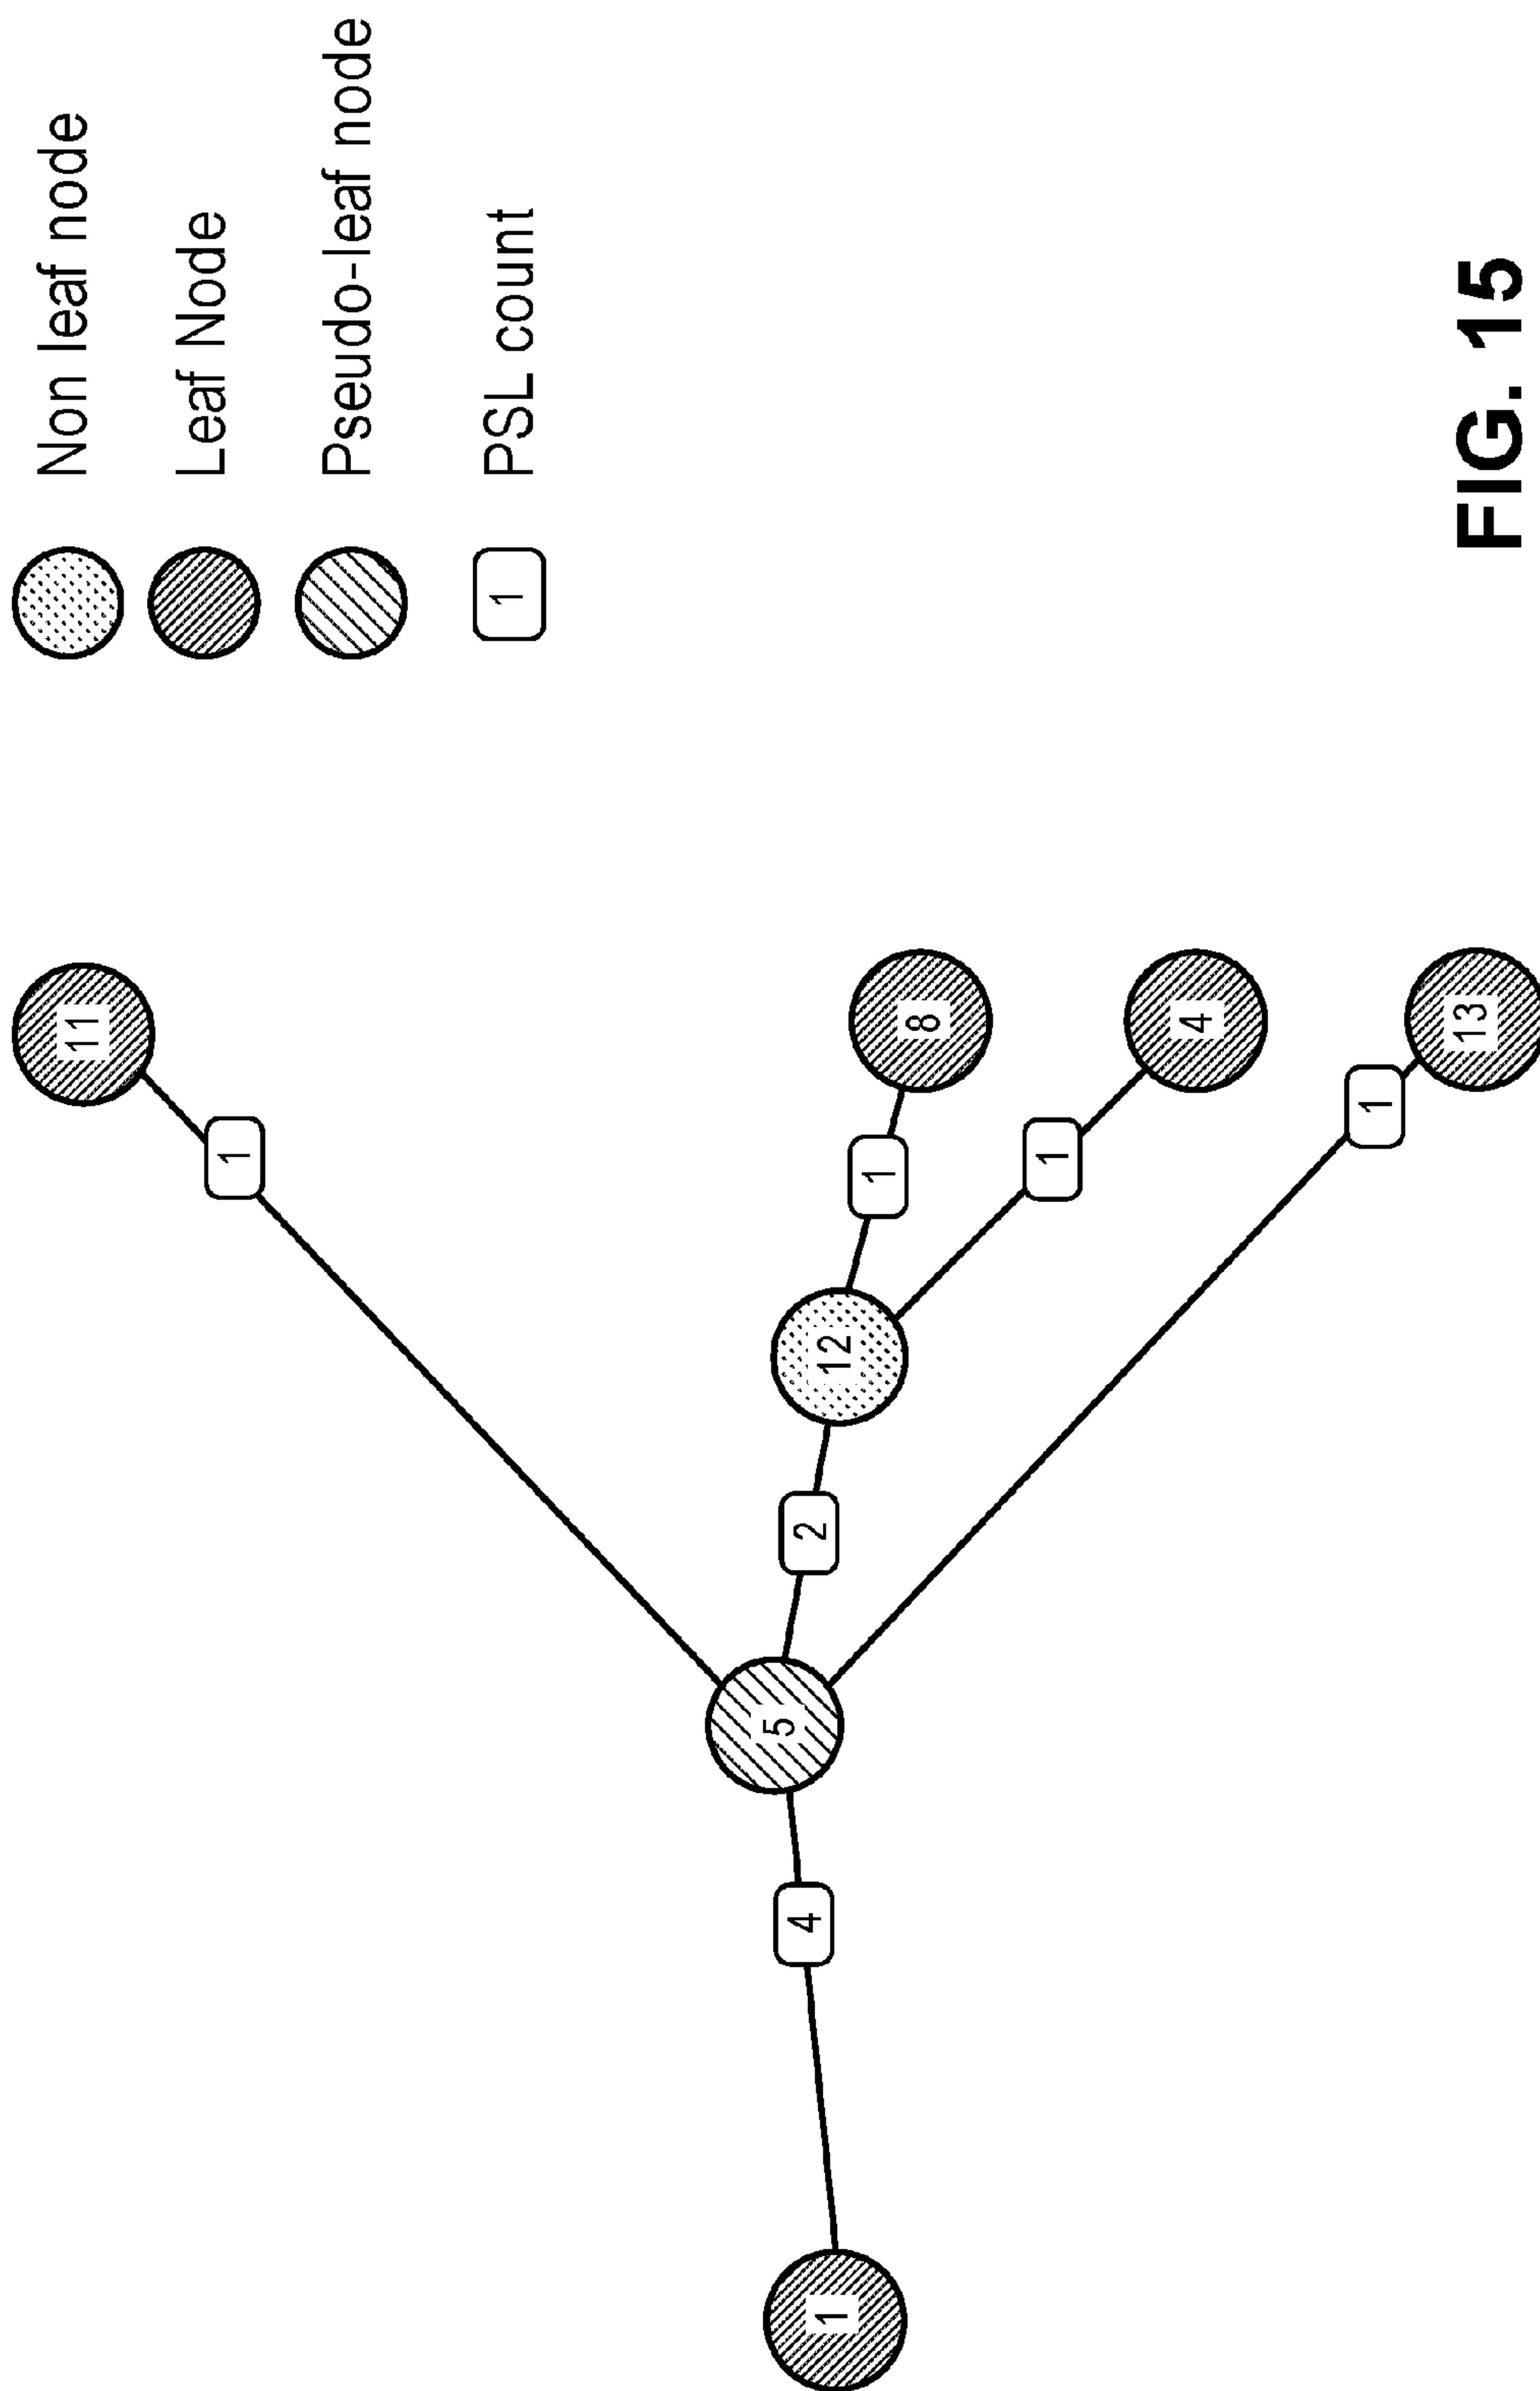 Non leaf node
Leaf Node
Pseudo-leaf node
1 PSL count
11
1
1
4
5
2
12
1
8
1
4
1
13
FIG. 15